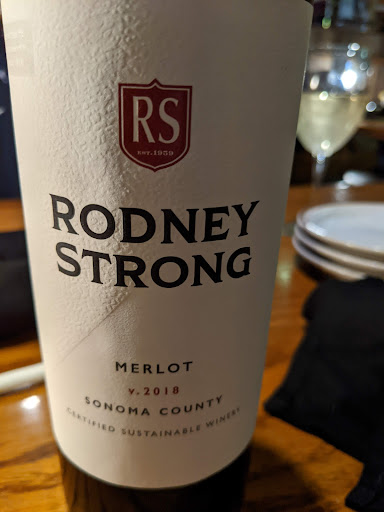 RS
EST. 1959
RODNEY
STRONG
MERLOT
v. 2018
SONOMA COUNTY
CERTIFIED SUSTAINABLE WINERY